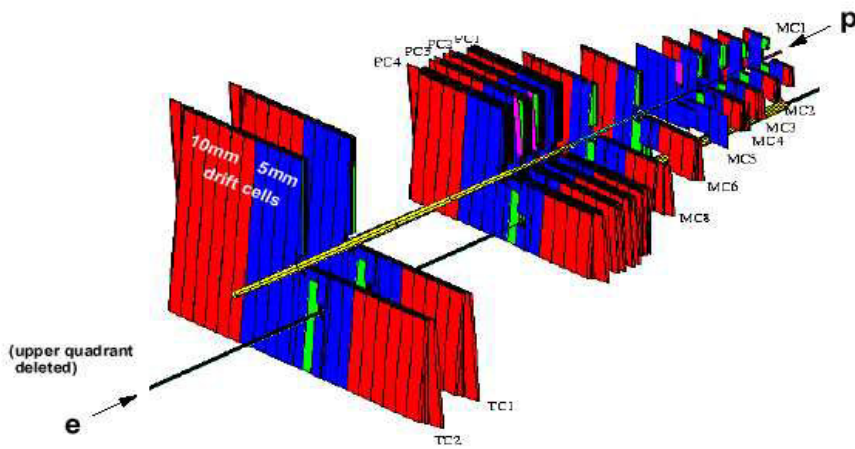 MC1
p
PC1
PC2
PC3
PC4
MC2
MC3
MC4
MC5
MC6
MC8
10mm 5mm
drift cells
(upper quadrant
deleted)
e
TC1
TC2